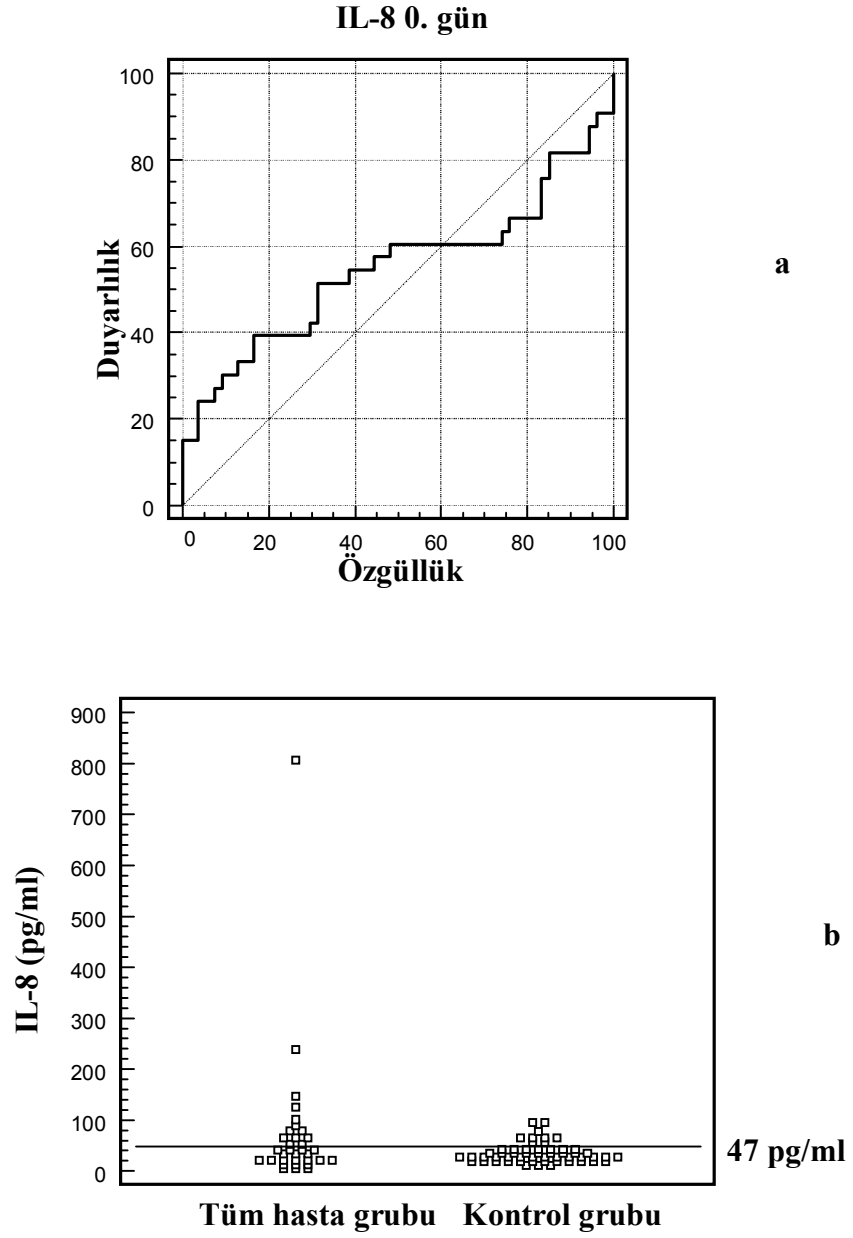 IL-8 0. gün
100
80
60
40
20
0
Duyarlılık
a
0 20 40 60 80 100
Özgüllük
900
800
700
600
500
400
300
200
100
0
IL-8 (pg/ml)
b
47 pg/ml
Tüm hasta grubu Kontrol grubu